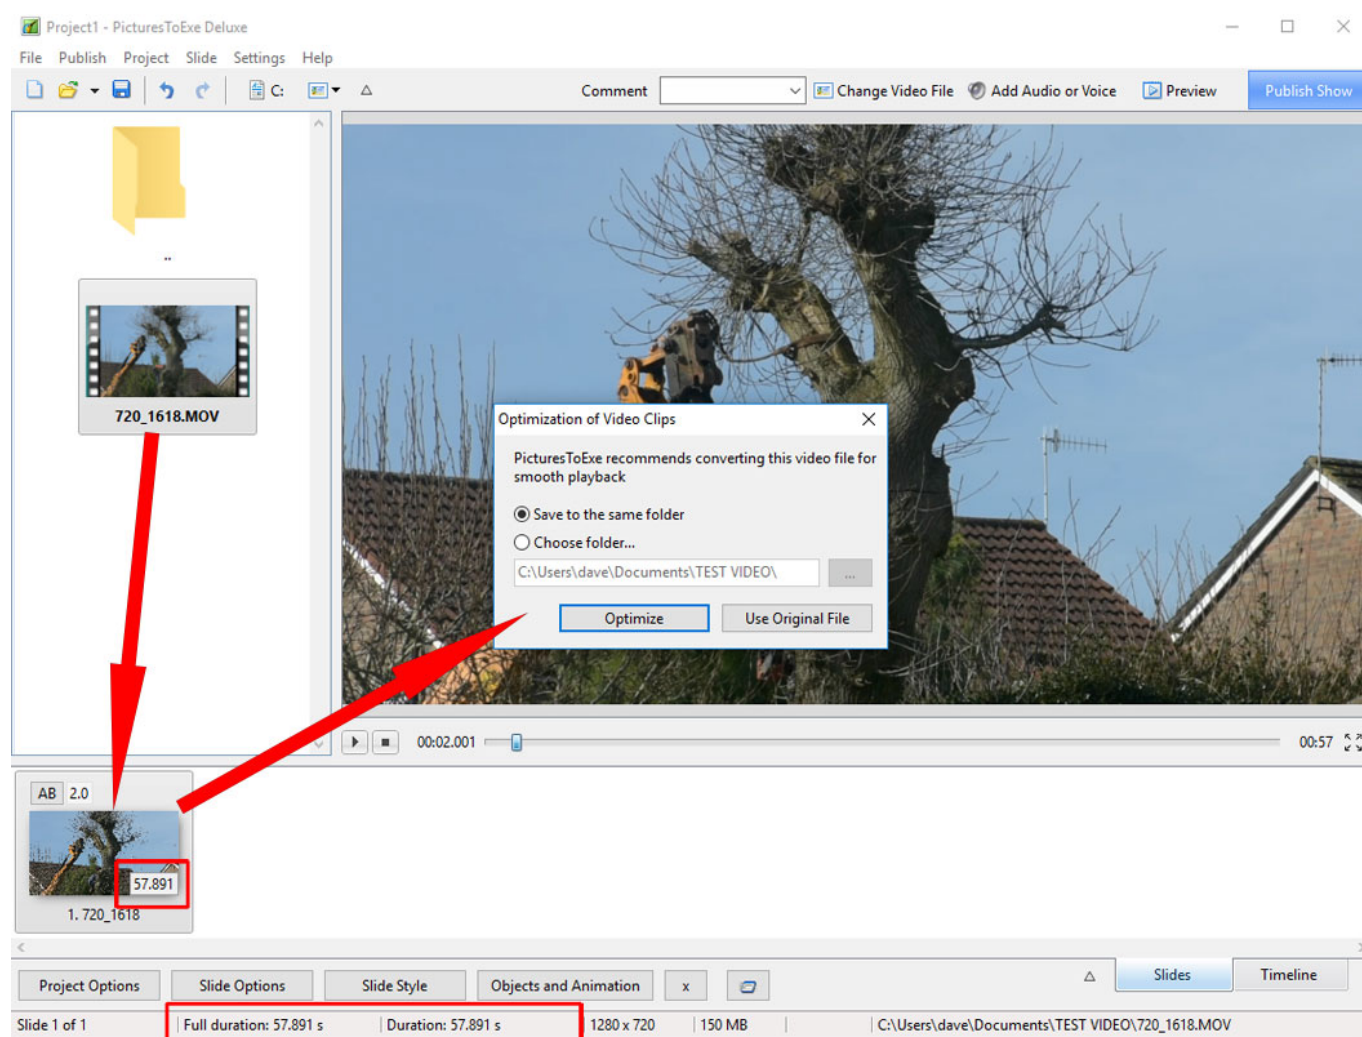 Project1 - PicturesToExe Deluxe
File Publish Project Slide Settings Help
C: Comment Change Video File Add Audio or Voice Preview Publish Show
..
720_1618.MOV
Optimization of Video Clips
PicturesToExe recommends converting this video file for
smooth playback
Save to the same folder
Choose folder...
C:\Users\dave\Documents\TEST VIDEO\ ...
Optimize Use Original File
00:02.001 00:57
AB 2.0
57.891
1. 720_1618
Project Options Slide Options Slide Style Objects and Animation x Slides Timeline
Slide 1 of 1 Full duration: 57.891 s Duration: 57.891 s 1280 x 720 150 MB C:\Users\dave\Documents\TEST VIDEO\720_1618.MOV